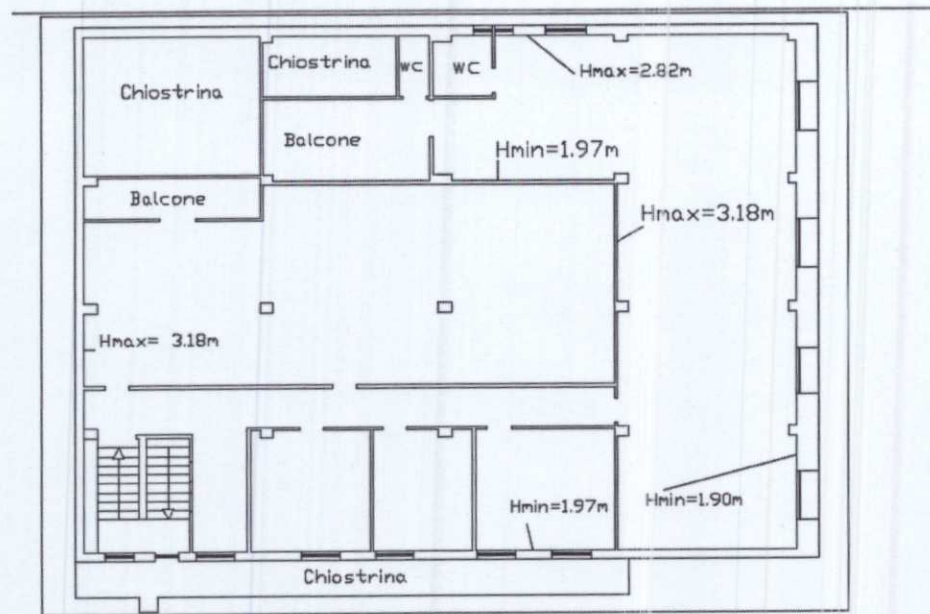 Chiostrina
Chiostrina
WC
WC
Hmax=2.82m
Balcone
Hmin=1.97m
Balcone
Hmax=3.18m
Hmax= 3.18m
Hmin=1.97m
Hmin=1.90m
Chiostrina